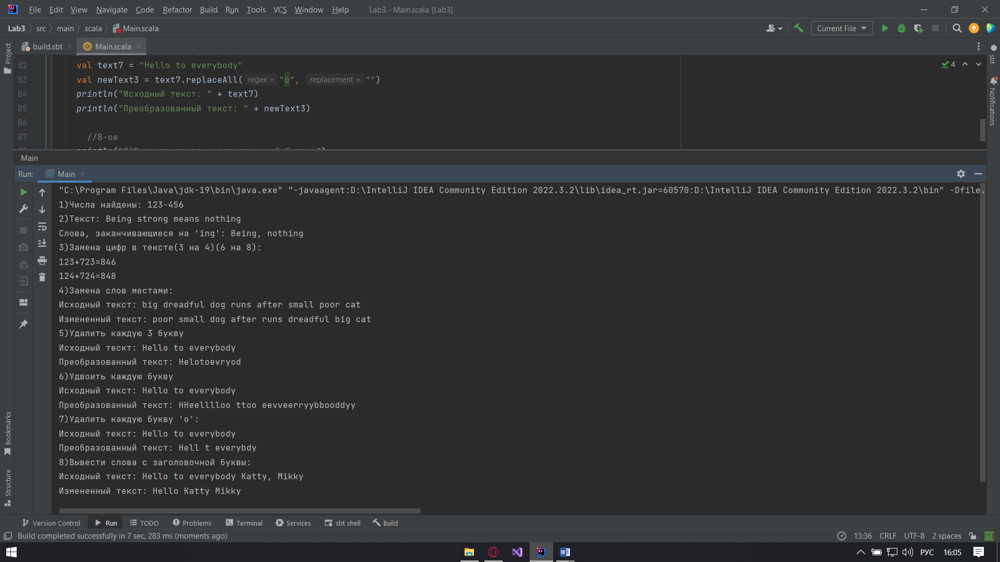 File Edit View Navigate Code Refactor Build Run Tools VCS Window Help Lab3 - Main.scala [Lab3]
Lab3 src main scala Main.scala Current File
build.sbt Main.scala
Project
sbt
Notifications
4
82 val text7 = "Hello to everybody"
83 val newText3 = text7.replaceAll( regex = "o", replacement = "")
84 println("Исходный текст: " + text7)
85 println("Преобразованный текст: " + newText3)
86
87 //8-ое
Main
Run: Main
"C:\Program Files\Java\jdk-19\bin\java.exe" "-javaagent:D:\IntelliJ IDEA Community Edition 2022.3.2\lib\idea_rt.jar=60570:D:\IntelliJ IDEA Community Edition 2022.3.2\bin" -Dfile.
1)Числа найдены: 123-456
2)Текст: Being strong means nothing
Слова, заканчивающиеся на 'ing': Being, nothing
3)Замена цифр в тексте(3 на 4)(6 на 8):
123+723=846
124+724=848
4)Замена слов местами:
Исходный текст: big dreadful dog runs after small poor cat
Измененный текст: poor small dog after runs dreadful big cat
5)Удалить каждую 3 букву
Исходный тескт: Hello to everybody
Преобразованный текст: Helotoevryod
6)Удвоить каждую букву
Исходный текст: Hello to everybody
Преобразованный текст: HHeelllloo ttoo eevveerryybbooddyy
7)Удалить каждую букву 'о':
Исходный текст: Hello to everybody
Преобразованный текст: Hell t everybdy
8)Вывести слова с заголовочной буквы:
Исходный текст: Hello to everybody Katty, Mikky
Измененный текст: Hello Katty Mikky
Bookmarks
Structure
Version Control Run TODO Problems Terminal Services sbt shell Build
Build completed successfully in 7 sec, 283 ms (moments ago) 13:36 CRLF UTF-8 2 spaces [T]
РУС 16:05